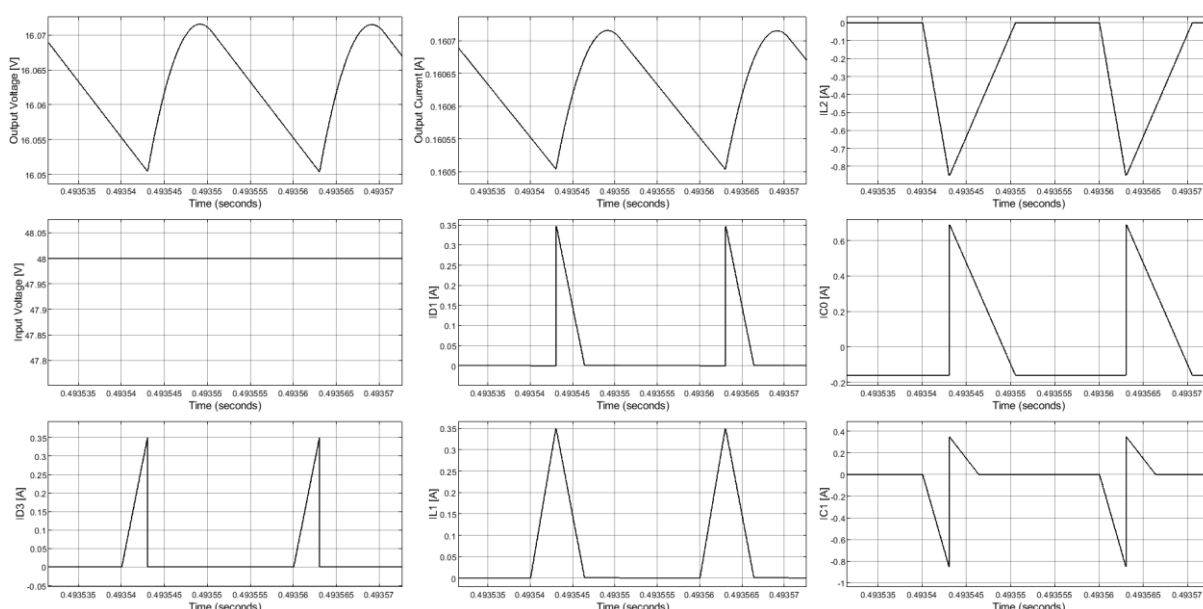 Output Voltage [V]
16.07
16.065
16.06
16.055
16.05
0.493535 0.49354 0.493545 0.49355 0.493555 0.49356 0.493565 0.49357
Time (seconds)
Output Current [A]
0.1607
0.16065
0.1606
0.16055
0.1605
0.493535 0.49354 0.493545 0.49355 0.493555 0.49356 0.493565 0.49357
Time (seconds)
IL2 [A]
0
-0.1
-0.2
-0.3
-0.4
-0.5
-0.6
-0.7
-0.8
0.493535 0.49354 0.493545 0.49355 0.493555 0.49356 0.493565 0.49357
Time (seconds)
Input Voltage [V]
48.05
48
47.95
47.9
47.85
47.8
0.493535 0.49354 0.493545 0.49355 0.493555 0.49356 0.493565 0.49357
Time (seconds)
ID1 [A]
0.35
0.3
0.25
0.2
0.15
0.1
0.05
0
0.493535 0.49354 0.493545 0.49355 0.493555 0.49356 0.493565 0.49357
Time (seconds)
IC0 [A]
0.6
0.4
0.2
0
-0.2
0.493535 0.49354 0.493545 0.49355 0.493555 0.49356 0.493565 0.49357
Time (seconds)
ID3 [A]
0.35
0.3
0.25
0.2
0.15
0.1
0.05
0
-0.05
0.493535 0.49354 0.493545 0.49355 0.493555 0.49356 0.493565 0.49357
Time (seconds)
IL1 [A]
0.35
0.3
0.25
0.2
0.15
0.1
0.05
0
0.493535 0.49354 0.493545 0.49355 0.493555 0.49356 0.493565 0.49357
Time (seconds)
IC1 [A]
0.4
0.2
0
-0.2
-0.4
-0.6
-0.8
-1
0.493535 0.49354 0.493545 0.49355 0.493555 0.49356 0.493565 0.49357
Time (seconds)